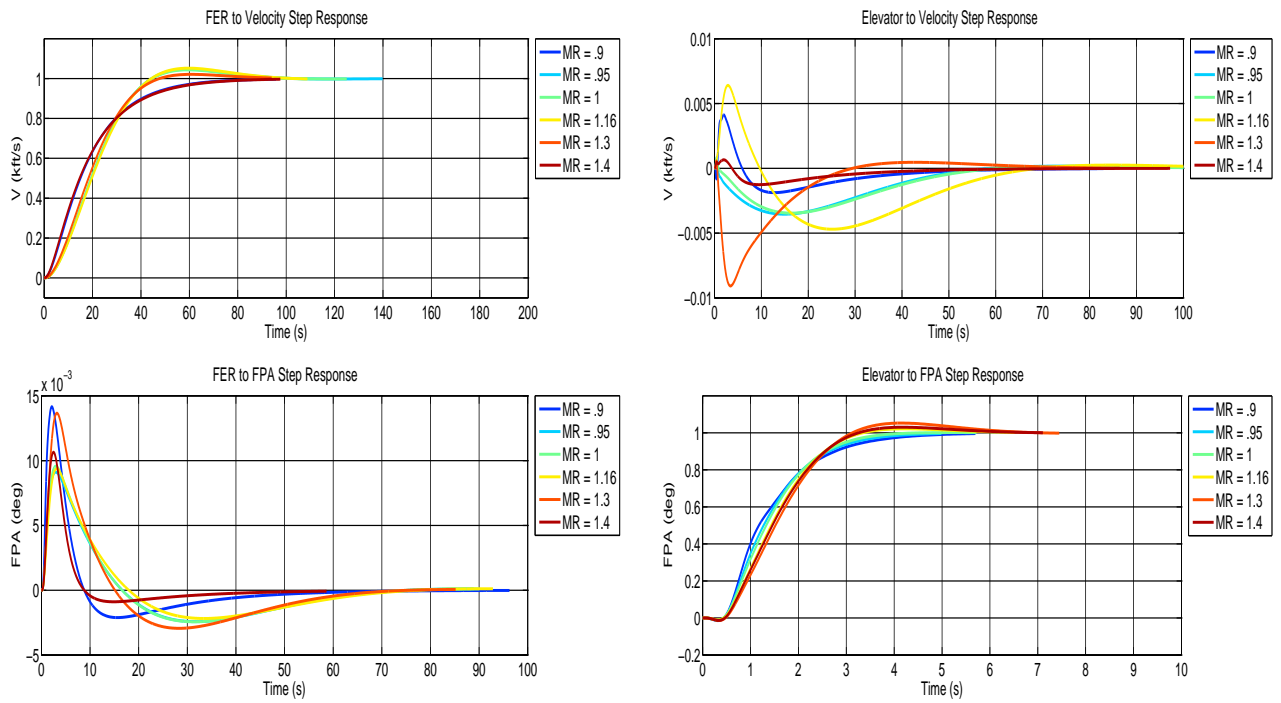 FER to Velocity Step Response
V (kft/s)
1
0.8
0.6
0.4
0.2
0
0 20 40 60 80 100 120 140 160 180 200
Time (s)
MR = .9
MR = .95
MR = 1
MR = 1.16
MR = 1.3
MR = 1.4
Elevator to Velocity Step Response
V (kft/s)
0.01
0.005
0
−0.005
−0.01
0 10 20 30 40 50 60 70 80 90 100
Time (s)
MR = .9
MR = .95
MR = 1
MR = 1.16
MR = 1.3
MR = 1.4
FER to FPA Step Response
x 10⁻³
FPA (deg)
15
10
5
0
−5
0 10 20 30 40 50 60 70 80 90 100
Time (s)
MR = .9
MR = .95
MR = 1
MR = 1.16
MR = 1.3
MR = 1.4
Elevator to FPA Step Response
FPA (deg)
1
0.8
0.6
0.4
0.2
0
−0.2
0 1 2 3 4 5 6 7 8 9 10
Time (s)
MR = .9
MR = .95
MR = 1
MR = 1.16
MR = 1.3
MR = 1.4